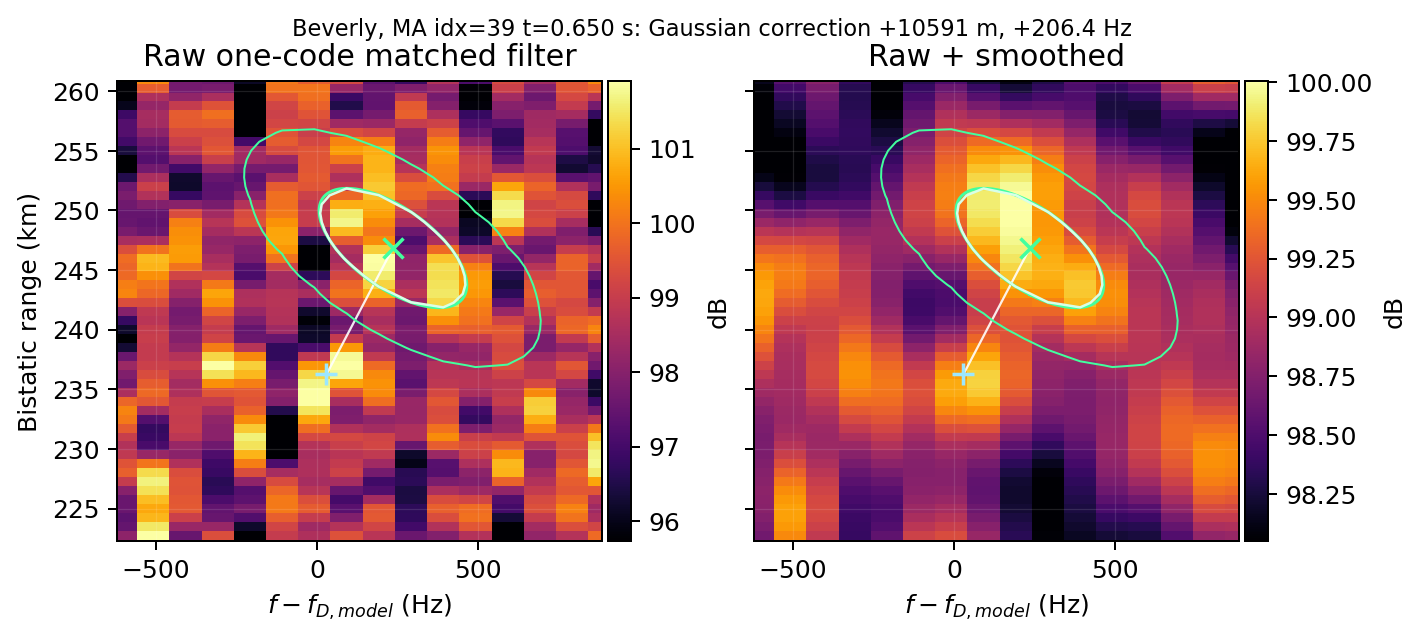 Beverly, MA idx=39 t=0.650 s: Gaussian correction +10591 m, +206.4 Hz
Raw one-code matched filter
Raw + smoothed
Bistatic range (km)
260
255
250
245
240
235
230
225
−500 0 500
f − f_{D, model} (Hz)
101
100
99
98
97
96
dB
−500 0 500
f − f_{D, model} (Hz)
100.00
99.75
99.50
99.25
99.00
98.75
98.50
98.25
dB